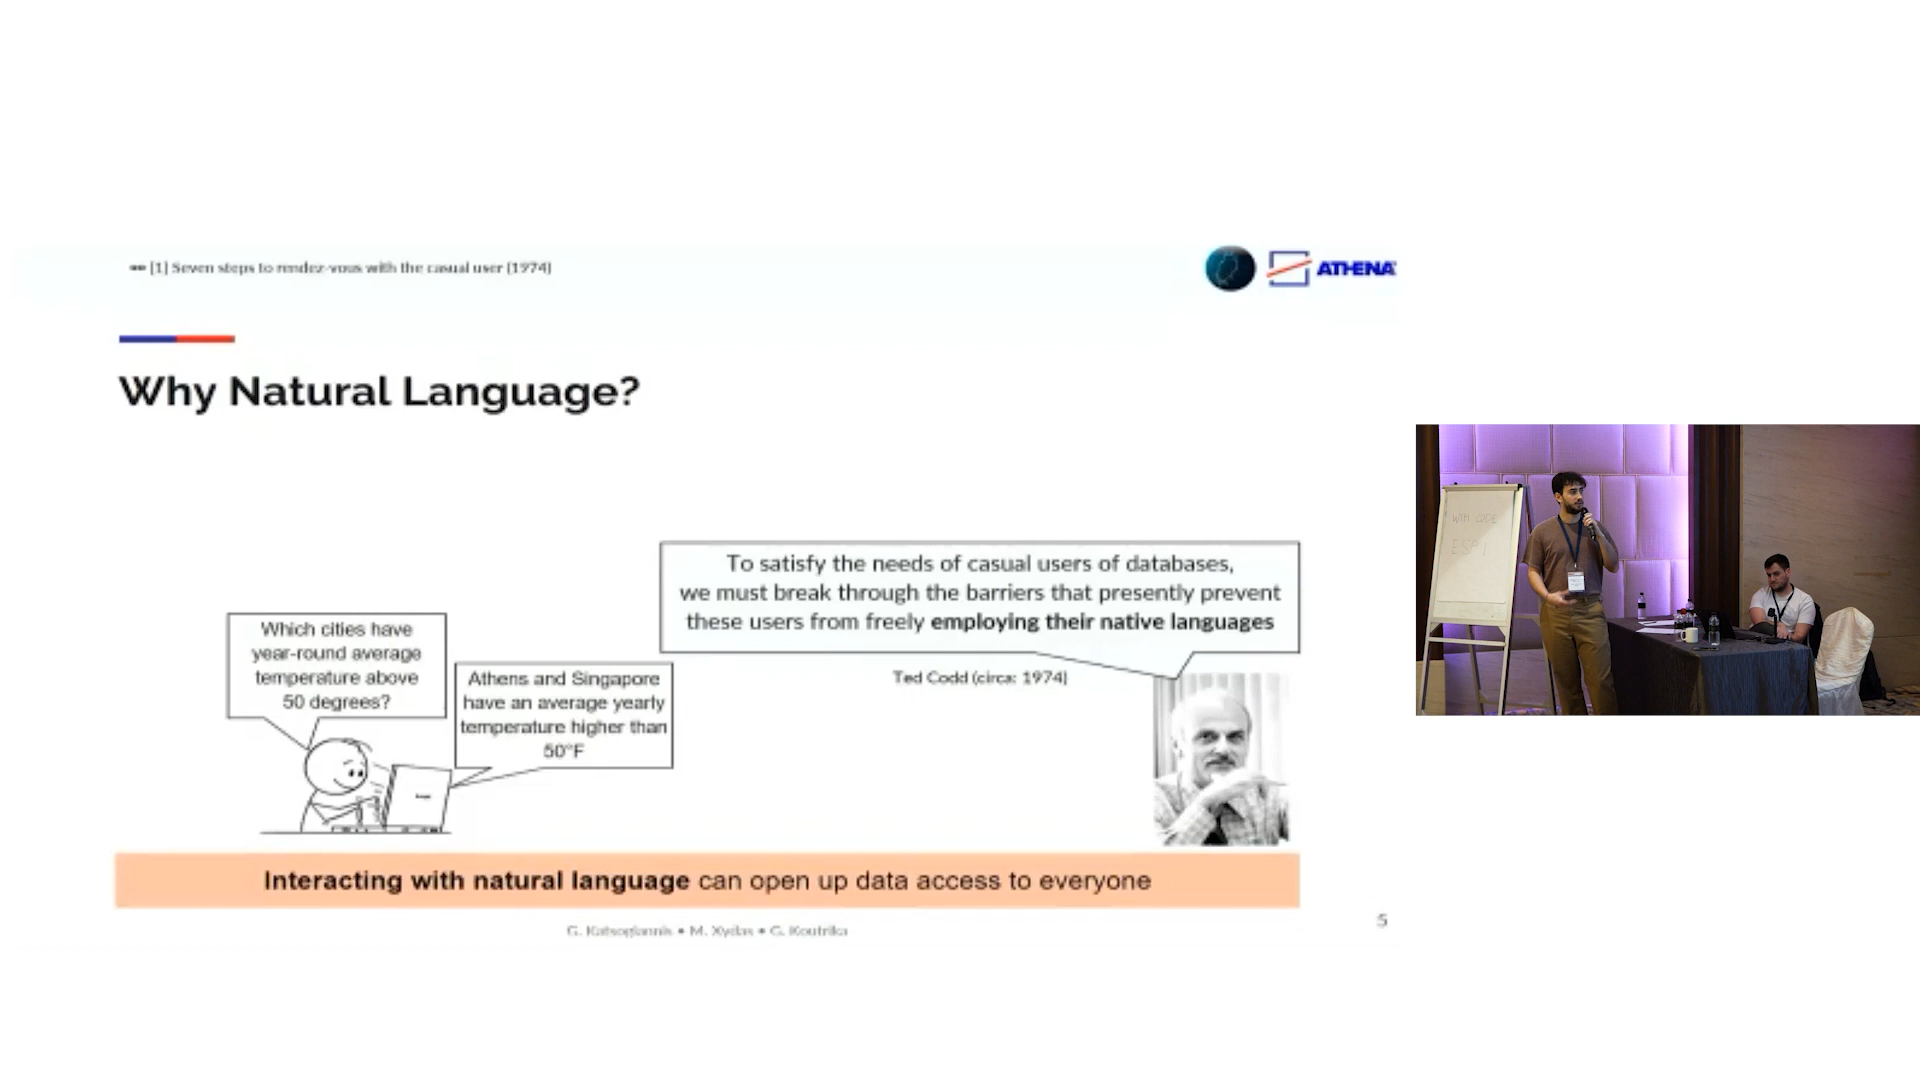 [1] Seven steps to rendez-vous with the casual user (1974)
ATHENA
Why Natural Language?
To satisfy the needs of casual users of databases,
we must break through the barriers that presently prevent
these users from freely employing their native languages
Ted Codd (circa: 1974)
Which cities have
year-round average
temperature above
50 degrees?
Athens and Singapore
have an average yearly
temperature higher than
50°F
Interacting with natural language can open up data access to everyone
G. Katsogiannis • M. Xydas • G. Koutrika
5
WIFI CODE